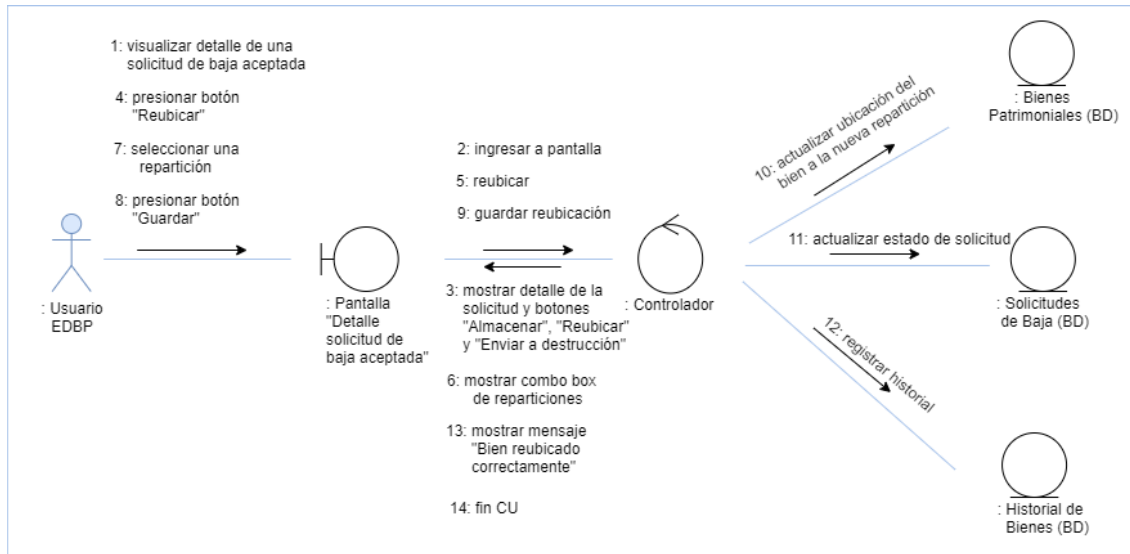 1: visualizar detalle de una
solicitud de baja aceptada
4: presionar botón
"Reubicar"
7: seleccionar una
repartición
8: presionar botón
"Guardar"
: Usuario
EDBP
: Pantalla
"Detalle
solicitud de
baja aceptada"
2: ingresar a pantalla
5: reubicar
9: guardar reubicación
3: mostrar detalle de la
solicitud y botones
"Almacenar", "Reubicar"
y "Enviar a destrucción"
6: mostrar combo box
de reparticiones
13: mostrar mensaje
"Bien reubicado
correctamente"
14: fin CU
: Controlador
10: actualizar ubicación del
bien a la nueva repartición
: Bienes
Patrimoniales (BD)
11: actualizar estado de solicitud
: Solicitudes
de Baja (BD)
12: registrar historial
: Historial de
Bienes (BD)